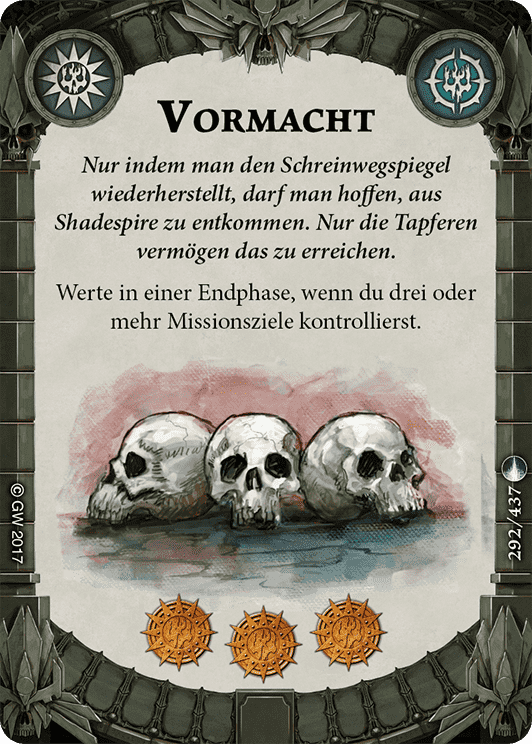 Vormacht
Nur indem man den Schreinwegspiegel
wiederherstellt, darf man hoffen, aus
Shadespire zu entkommen. Nur die Tapferen
vermögen das zu erreichen.
Werte in einer Endphase, wenn du drei oder
mehr Missionsziele kontrollierst.
© GW 2017
292/437